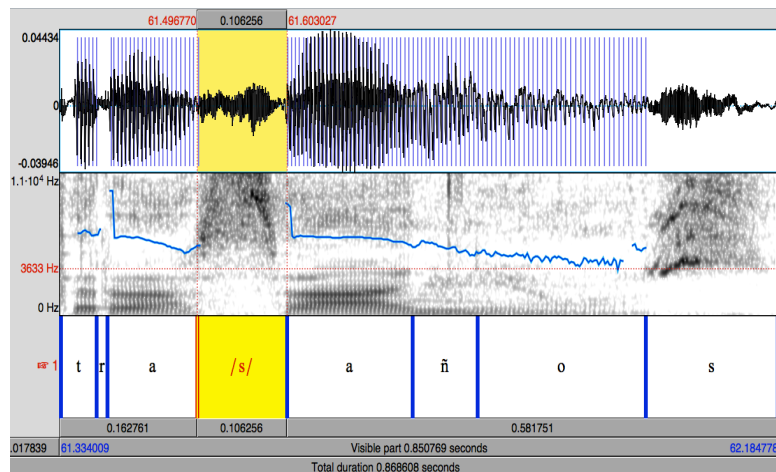 61.496770 0.106256 61.603027
0.04434
0
-0.03946
1.1·10⁴ Hz
3633 Hz
0 Hz
☞ 1 t r a /s/ a ñ o s
0.162761 0.106256 0.581751
.017839 61.334009 Visible part 0.850769 seconds 62.184778
Total duration 0.868608 seconds